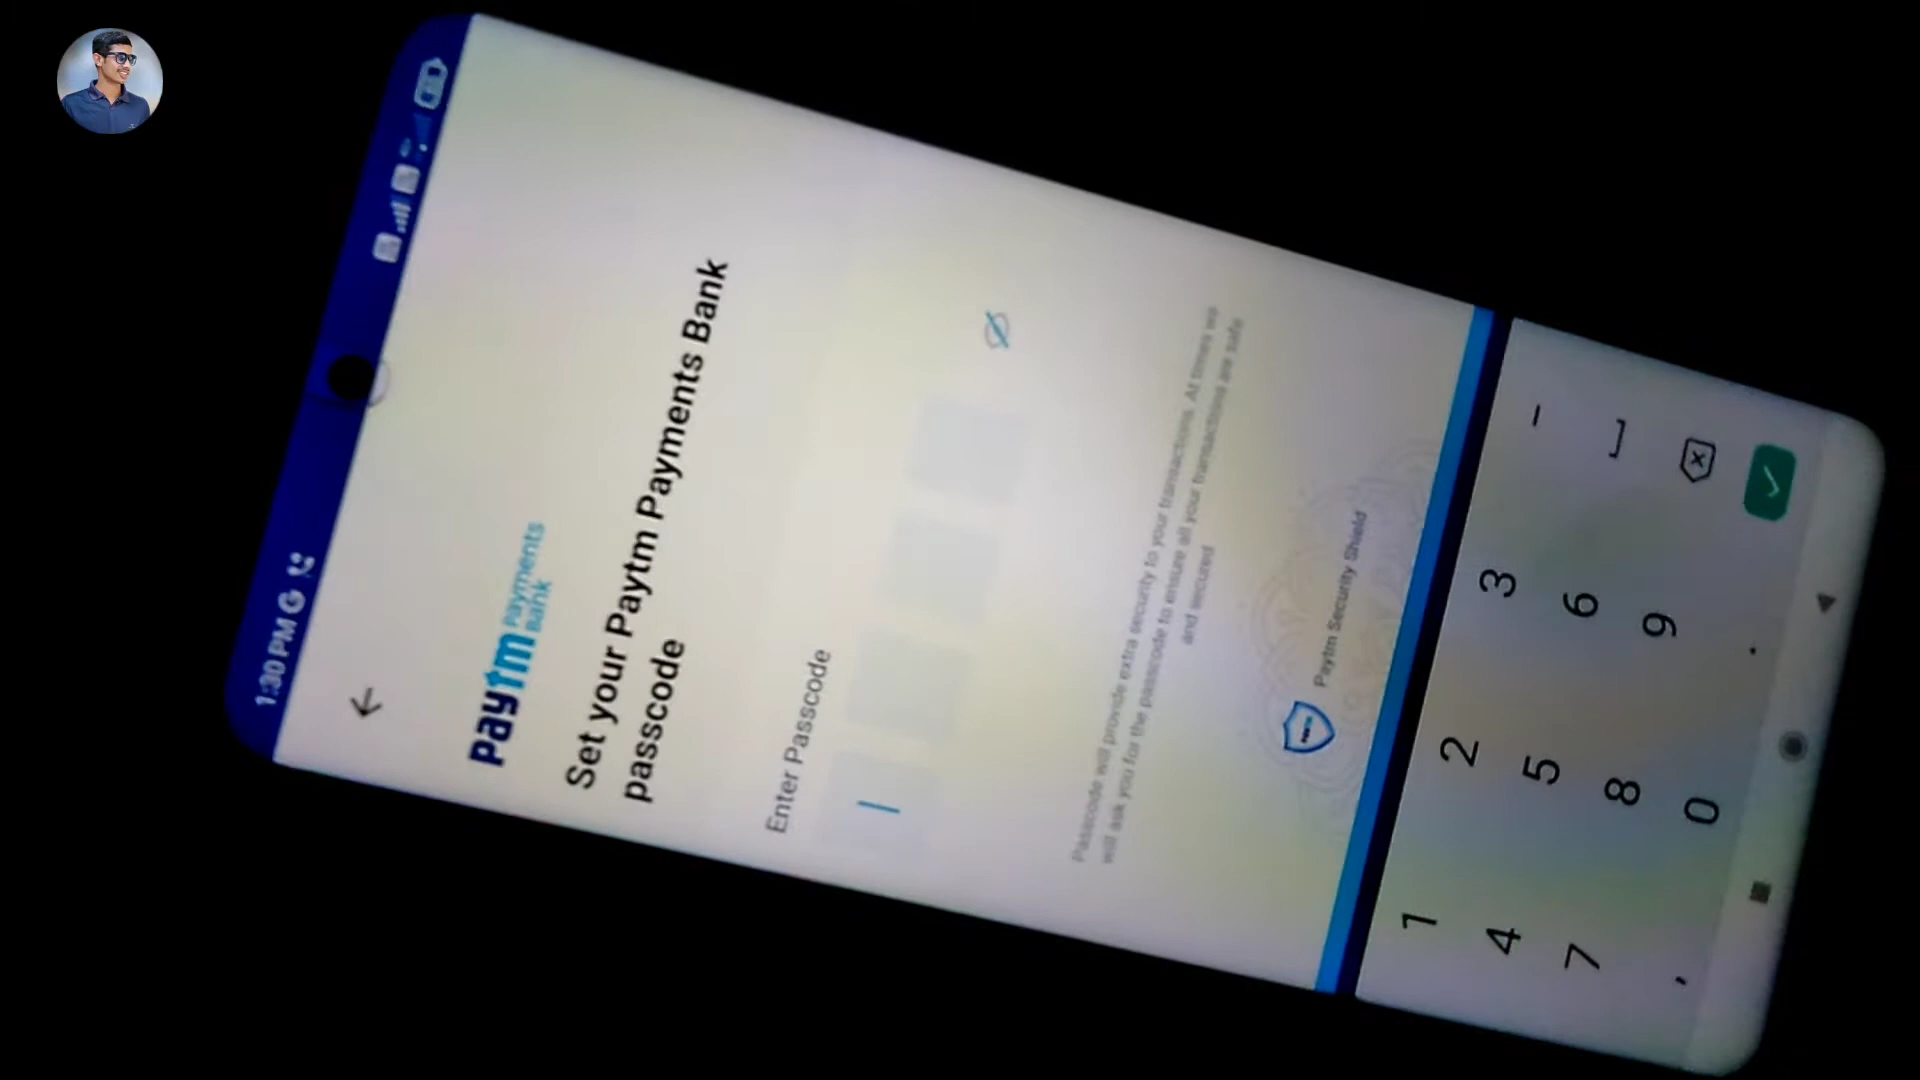 1:30 PM G
Paytm Payments Bank
Set your Paytm Payments Bank
passcode
Enter Passcode
Passcode will provide extra security to your transactions. At times we
will ask you for the passcode to ensure all your transactions are safe
and secured
Paytm Security Shield
1 2 3 -
4 5 6
7 8 9
, 0 .